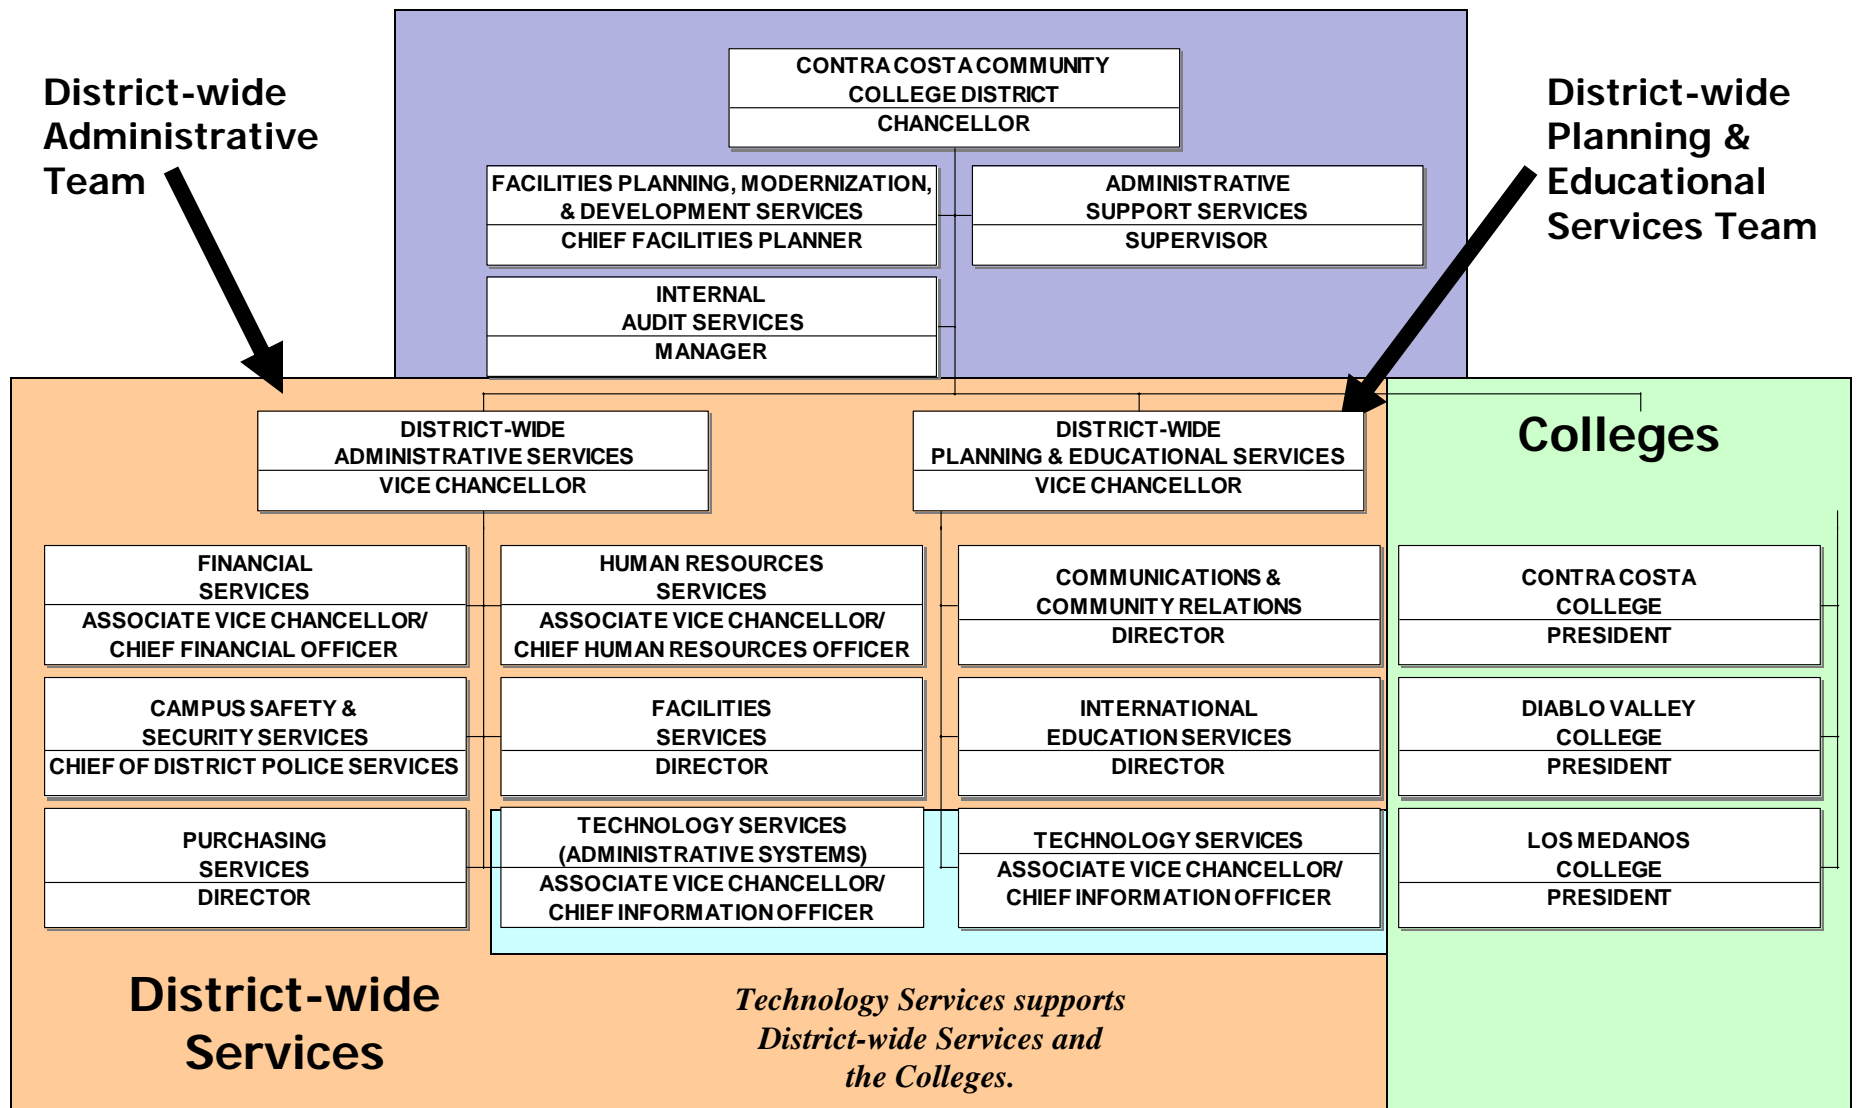 District-wide
Administrative
Team
CONTRA COSTA COMMUNITY
COLLEGE DISTRICT
CHANCELLOR
District-wide
Planning &
Educational
Services Team
FACILITIES PLANNING, MODERNIZATION,
& DEVELOPMENT SERVICES
CHIEF FACILITIES PLANNER
ADMINISTRATIVE
SUPPORT SERVICES
SUPERVISOR
INTERNAL
AUDIT SERVICES
MANAGER
DISTRICT-WIDE
ADMINISTRATIVE SERVICES
VICE CHANCELLOR
DISTRICT-WIDE
PLANNING & EDUCATIONAL SERVICES
VICE CHANCELLOR
Colleges
FINANCIAL
SERVICES
ASSOCIATE VICE CHANCELLOR/
CHIEF FINANCIAL OFFICER
HUMAN RESOURCES
SERVICES
ASSOCIATE VICE CHANCELLOR/
CHIEF HUMAN RESOURCES OFFICER
COMMUNICATIONS &
COMMUNITY RELATIONS
DIRECTOR
CONTRA COSTA
COLLEGE
PRESIDENT
CAMPUS SAFETY &
SECURITY SERVICES
CHIEF OF DISTRICT POLICE SERVICES
FACILITIES
SERVICES
DIRECTOR
INTERNATIONAL
EDUCATION SERVICES
DIRECTOR
DIABLO VALLEY
COLLEGE
PRESIDENT
PURCHASING
SERVICES
DIRECTOR
TECHNOLOGY SERVICES
(ADMINISTRATIVE SYSTEMS)
ASSOCIATE VICE CHANCELLOR/
CHIEF INFORMATION OFFICER
TECHNOLOGY SERVICES
ASSOCIATE VICE CHANCELLOR/
CHIEF INFORMATION OFFICER
LOS MEDANOS
COLLEGE
PRESIDENT
District-wide
Services
Technology Services supports
District-wide Services and
the Colleges.